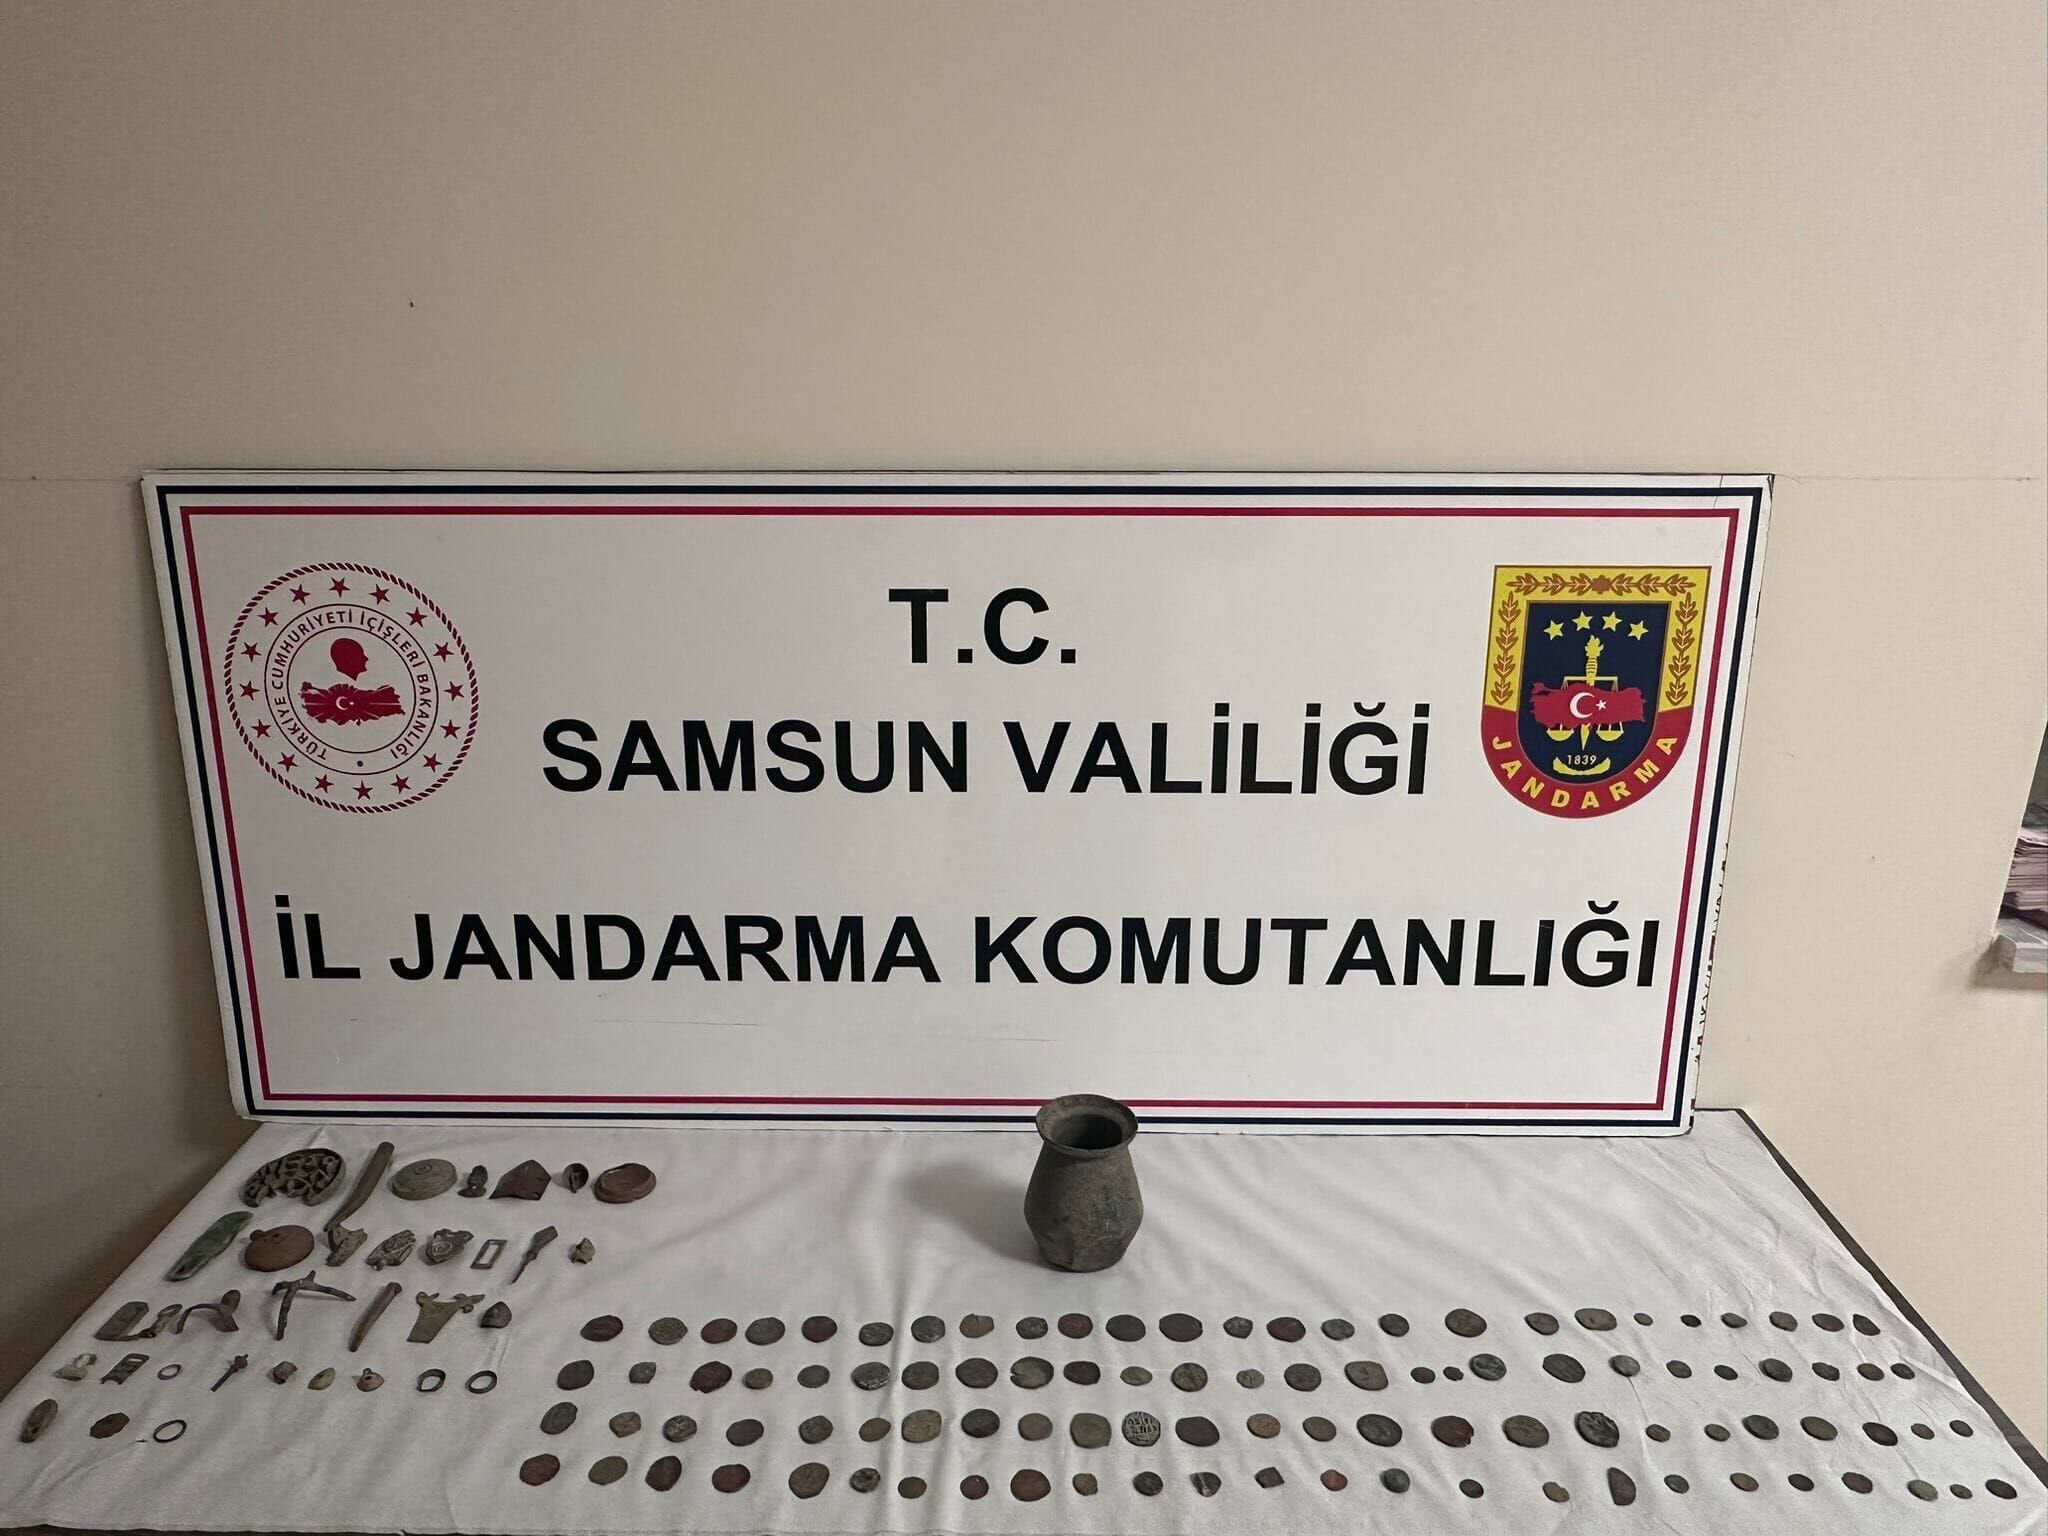 T.C.
SAMSUN VALİLİĞİ
İL JANDARMA KOMUTANLIĞI
TÜRKİYE CUMHURİYETİ İÇİŞLERİ BAKANLIĞI
1839
JANDARMA